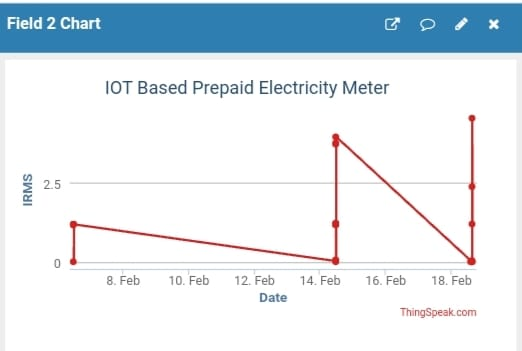 Field 2 Chart
IOT Based Prepaid Electricity Meter
IRMS
2.5
0
8. Feb 10. Feb 12. Feb 14. Feb 16. Feb 18. Feb
Date
ThingSpeak.com